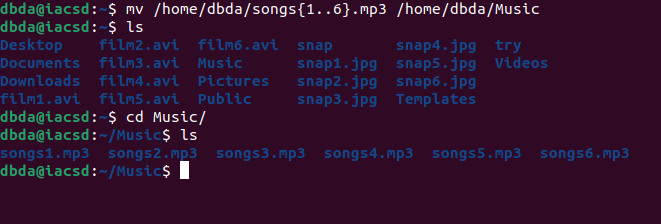 dbda@iacsd:~$ mv /home/dbda/songs{1..6}.mp3 /home/dbda/Music
dbda@iacsd:~$ ls
Desktop film2.avi film6.avi snap snap4.jpg try
Documents film3.avi Music snap1.jpg snap5.jpg Videos
Downloads film4.avi Pictures snap2.jpg snap6.jpg
film1.avi film5.avi Public snap3.jpg Templates
dbda@iacsd:~$ cd Music/
dbda@iacsd:~/Music$ ls
songs1.mp3 songs2.mp3 songs3.mp3 songs4.mp3 songs5.mp3 songs6.mp3
dbda@iacsd:~/Music$